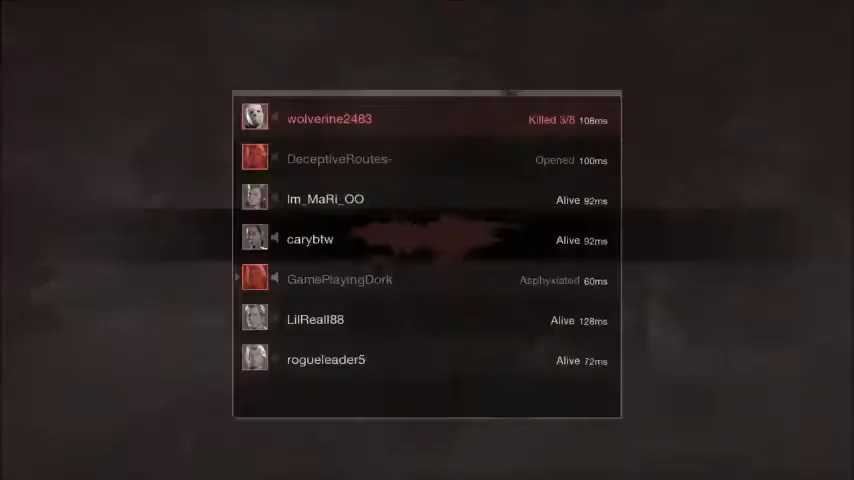 wolverine2483 Killed 3/8 108ms
DeceptiveRoutes- Opened 100ms
Im_MaRi_OO Alive 92ms
carybtw Alive 92ms
GamePlayingDork Asphyxiated 60ms
LilReall88 Alive 128ms
rogueleader5 Alive 72ms